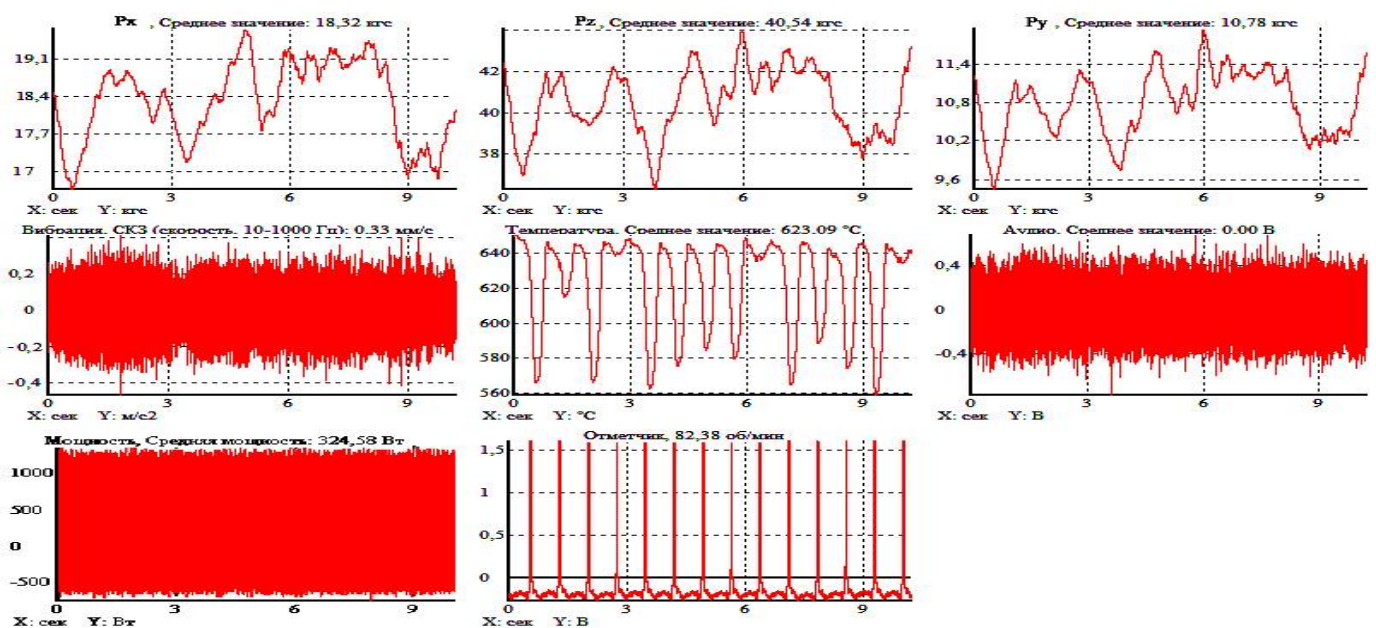 Px , Среднее значение: 18,32 кгс
19,1
18,4
17,7
17
0 3 6 9
X: сек Y: кгс
Pz , Среднее значение: 40,54 кгс
42
40
38
0 3 6 9
X: сек Y: кгс
Py , Среднее значение: 10,78 кгс
11,4
10,8
10,2
9,6
0 3 6 9
X: сек Y: кгс
Вибрация. СКЗ (скорость. 10-1000 Гц): 0.33 мм/с
0,2
0
-0,2
-0,4
0 3 6 9
X: сек Y: м/с2
Температура. Среднее значение: 623.09 °C
640
620
600
580
560
0 3 6 9
X: сек Y: °C
Аудио. Среднее значение: 0.00 В
0,4
0
-0,4
0 3 6 9
X: сек Y: В
Мощность, Средняя мощность: 324,58 Вт
1000
500
0
-500
0 3 6 9
X: сек Y: Вт
Отметчик, 82,38 об/мин
1,5
1
0,5
0
0 3 6 9
X: сек Y: В